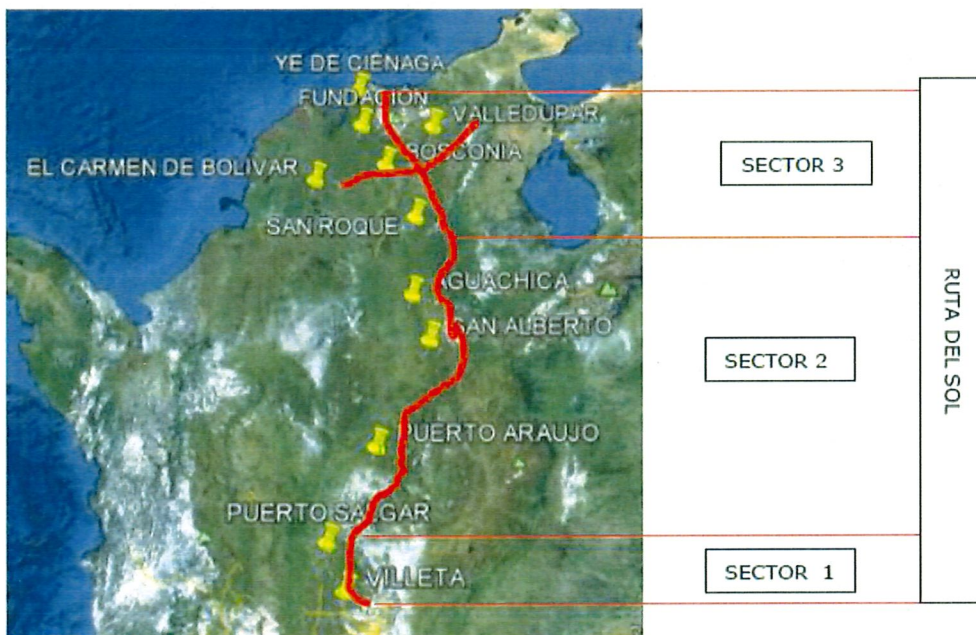 YE DE CIÉNAGA
FUNDACIÓN
VALLEDUPAR
BOSCONIA
EL CARMEN DE BOLÍVAR
SAN ROQUE
AGUACHICA
SAN ALBERTO
PUERTO ARAUJO
PUERTO SALGAR
VILLETA
SECTOR 3
SECTOR 2
SECTOR 1
RUTA DEL SOL